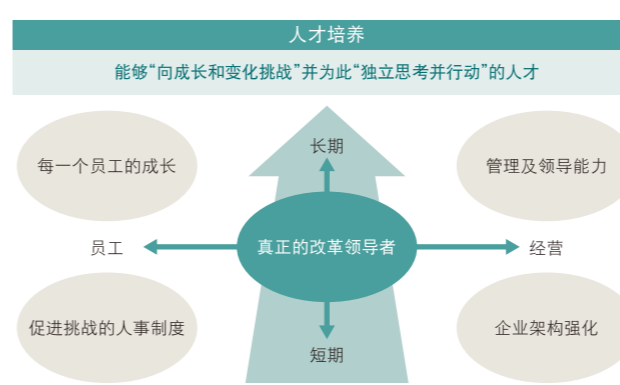 人才培养
能够“向成长和变化挑战”并为此“独立思考并行动”的人才
长期
每一个员工的成长
管理及领导能力
员工
真正的改革领导者
经营
促进挑战的人事制度
企业架构强化
短期